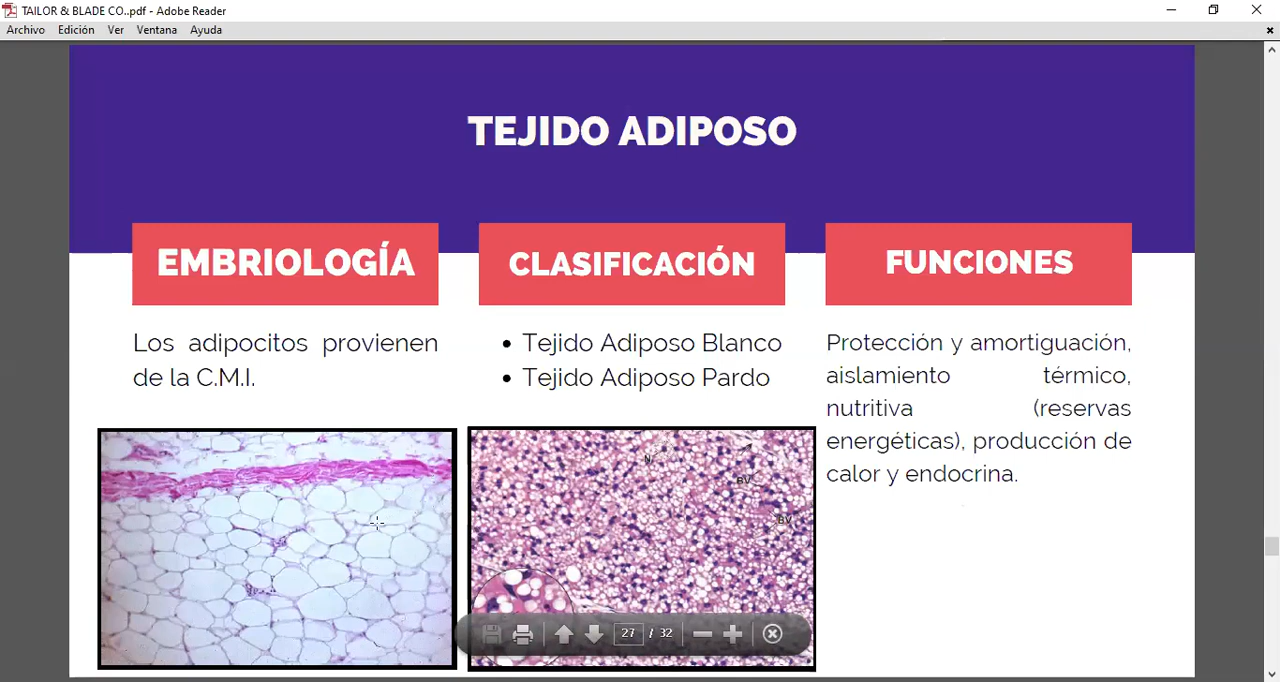 TAILOR & BLADE CO..pdf - Adobe Reader
Archivo Edición Ver Ventana Ayuda
TEJIDO ADIPOSO
EMBRIOLOGÍA
Los adipocitos provienen
de la C.M.I.
CLASIFICACIÓN
• Tejido Adiposo Blanco
• Tejido Adiposo Pardo
FUNCIONES
Protección y amortiguación,
aislamiento térmico,
nutritiva (reservas
energéticas), producción de
calor y endocrina.
N
BV
BV
27 / 32